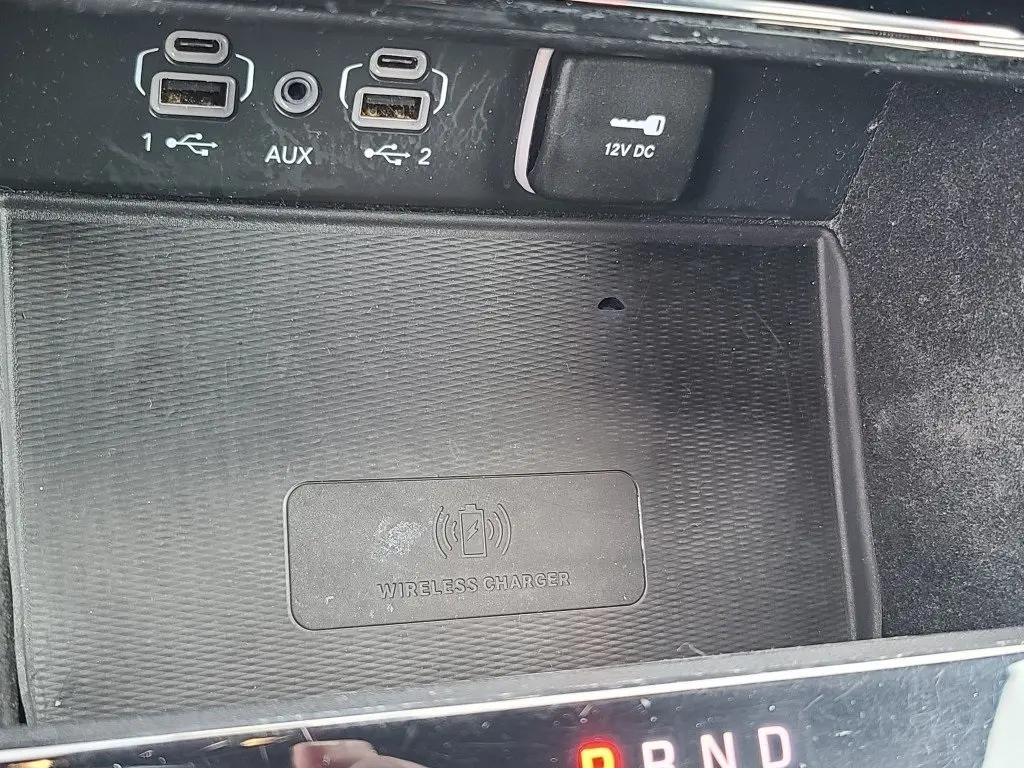 1
AUX
2
12V DC
WIRELESS CHARGER
P R N D